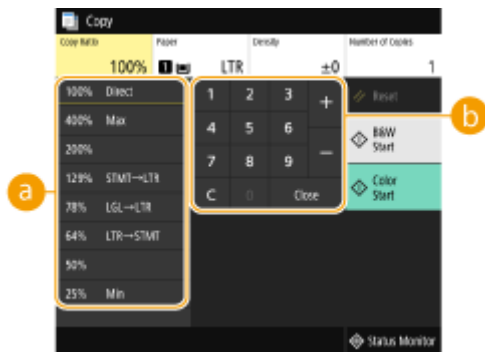 Copy
Copy Ratio Paper Density Number of Copies
100% 1 LTR ±0 1
100% Direct
400% Max
200%
129% STMT→LTR
78% LGL→LTR
64% LTR→STMT
50%
25% Min
1 2 3 +
4 5 6
7 8 9 −
C 0 Close
Reset
B&W
Start
Color
Start
a
b
Status Monitor